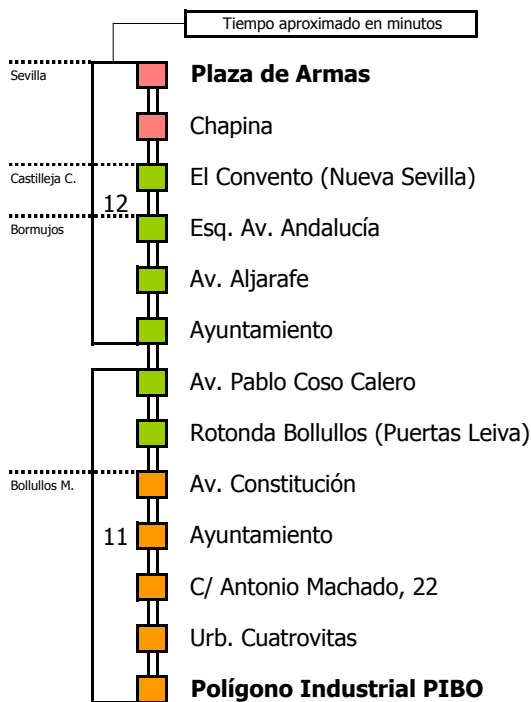 Tiempo aproximado en minutos
Sevilla
Plaza de Armas
Chapina
Castilleja C.
El Convento (Nueva Sevilla)
12
Bormujos
Esq. Av. Andalucía
Av. Aljarafe
Ayuntamiento
Av. Pablo Coso Calero
Rotonda Bollullos (Puertas Leiva)
Bollullos M.
Av. Constitución
11
Ayuntamiento
C/ Antonio Machado, 22
Urb. Cuatrovitas
Polígono Industrial PIBO